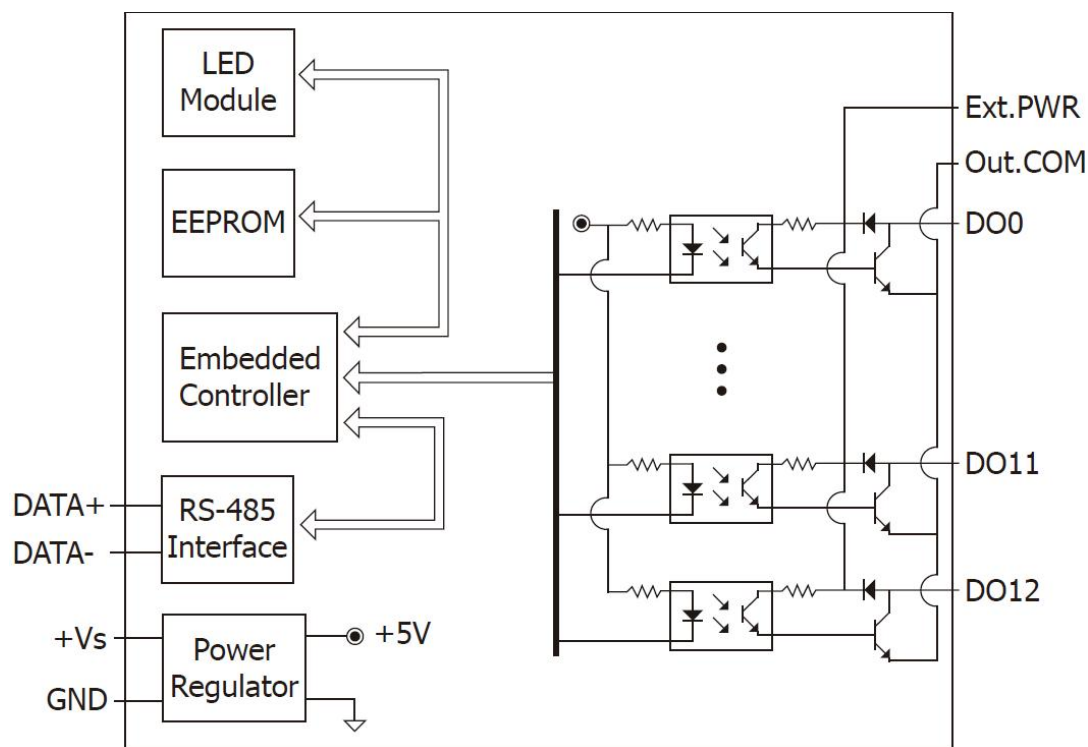 LED
Module
EEPROM
Embedded
Controller
RS-485
Interface
DATA+
DATA-
Power
Regulator
+Vs
GND
+5V
Ext.PWR
Out.COM
DO0
DO11
DO12